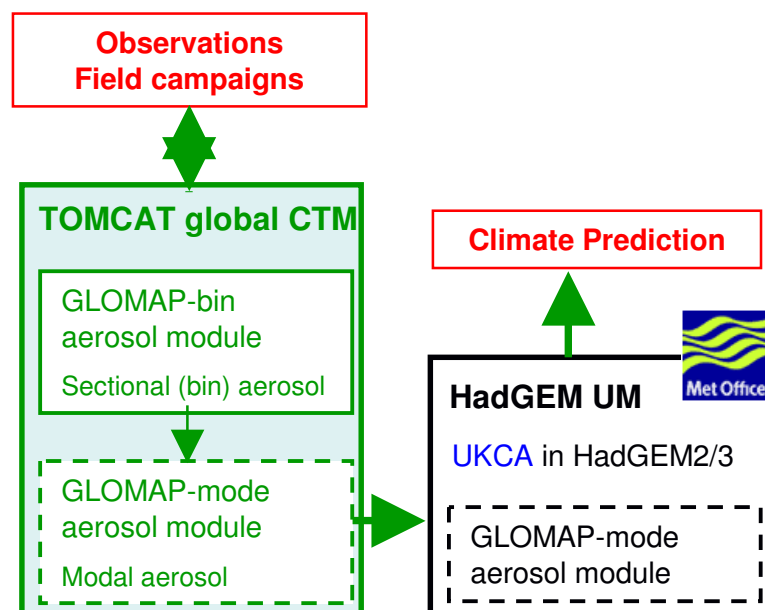 Observations
Field campaigns
TOMCAT global CTM
GLOMAP-bin
aerosol module
Sectional (bin) aerosol
GLOMAP-mode
aerosol module
Modal aerosol
Climate Prediction
Met Office
HadGEM UM
UKCA in HadGEM2/3
GLOMAP-mode
aerosol module